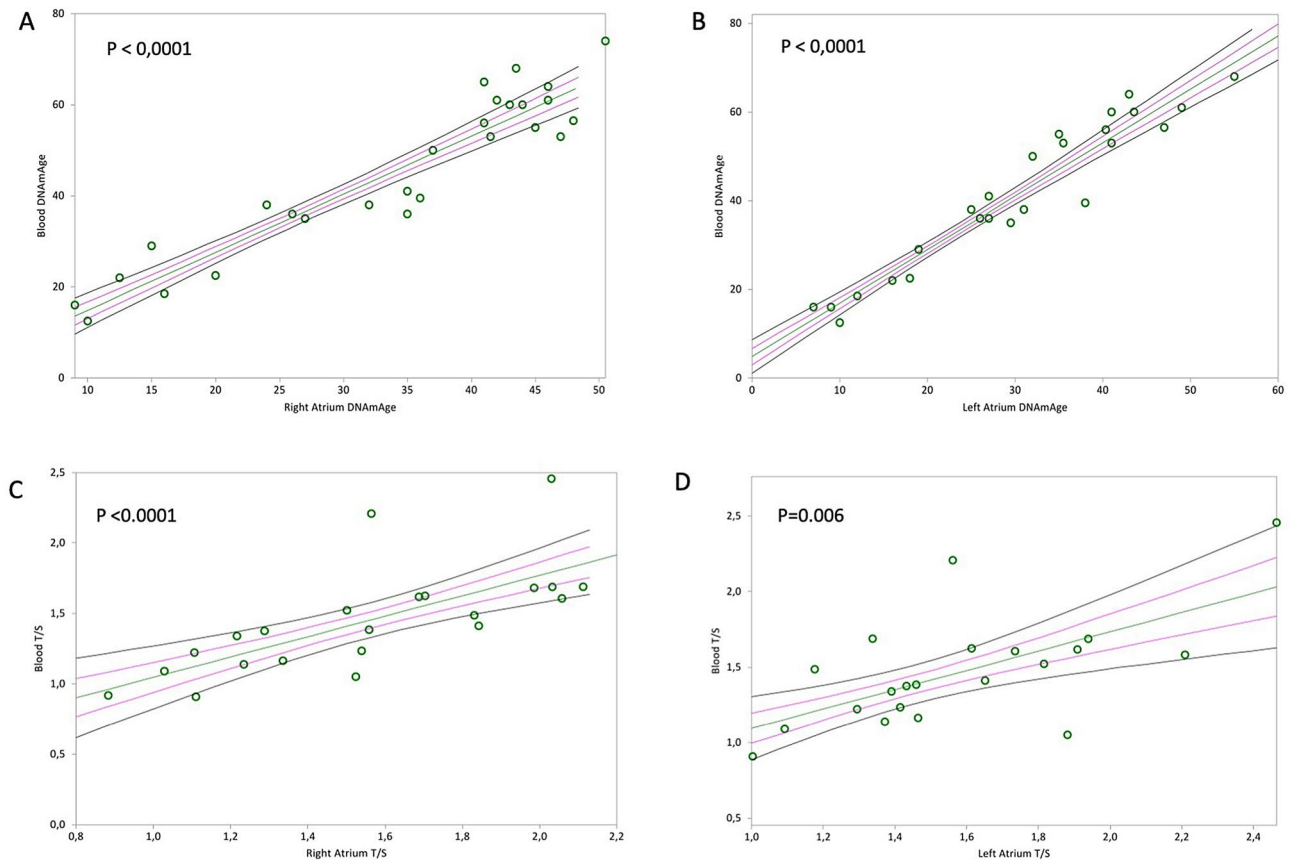 A
P < 0,0001
80
60
40
20
0
Blood DNAmAge
10 15 20 25 30 35 40 45 50
Right Atrium DNAmAge
B
P < 0,0001
80
60
40
20
0
Blood DNAmAge
0 10 20 30 40 50 60
Left Atrium DNAmAge
C
P <0.0001
2,5
2,0
1,5
1,0
0,5
0,0
Blood T/S
0,8 1,0 1,2 1,4 1,6 1,8 2,0 2,2
Right Atrium T/S
D
P=0.006
2,5
2,0
1,5
1,0
0,5
Blood T/S
1,0 1,2 1,4 1,6 1,8 2,0 2,2 2,4
Left Atrium T/S